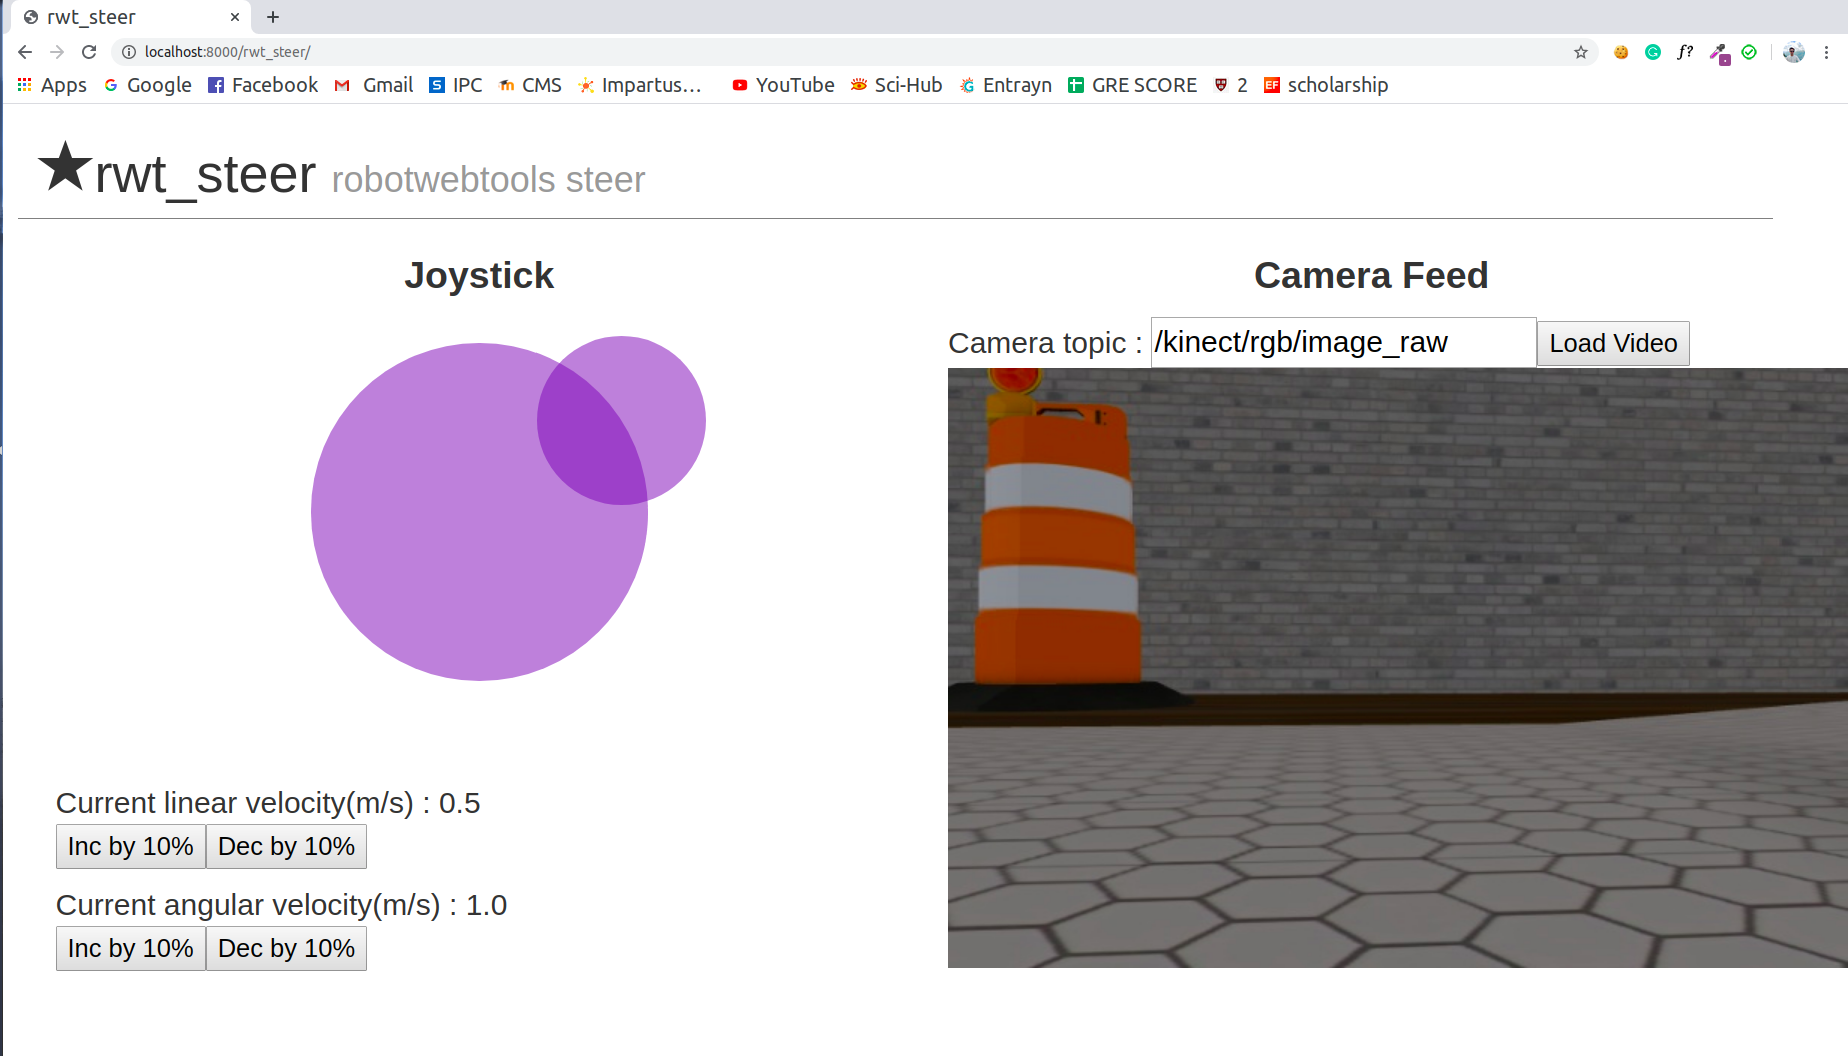 rwt_steer
localhost:8000/rwt_steer/
f?
Apps Google Facebook Gmail S IPC CMS Impartus... YouTube Sci-Hub Entrayn GRE SCORE 2 EF scholarship
★rwt_steer robotwebtools steer
Joystick
Camera Feed
Camera topic : /kinect/rgb/image_raw Load Video
Current linear velocity(m/s) : 0.5
Inc by 10% Dec by 10%
Current angular velocity(m/s) : 1.0
Inc by 10% Dec by 10%